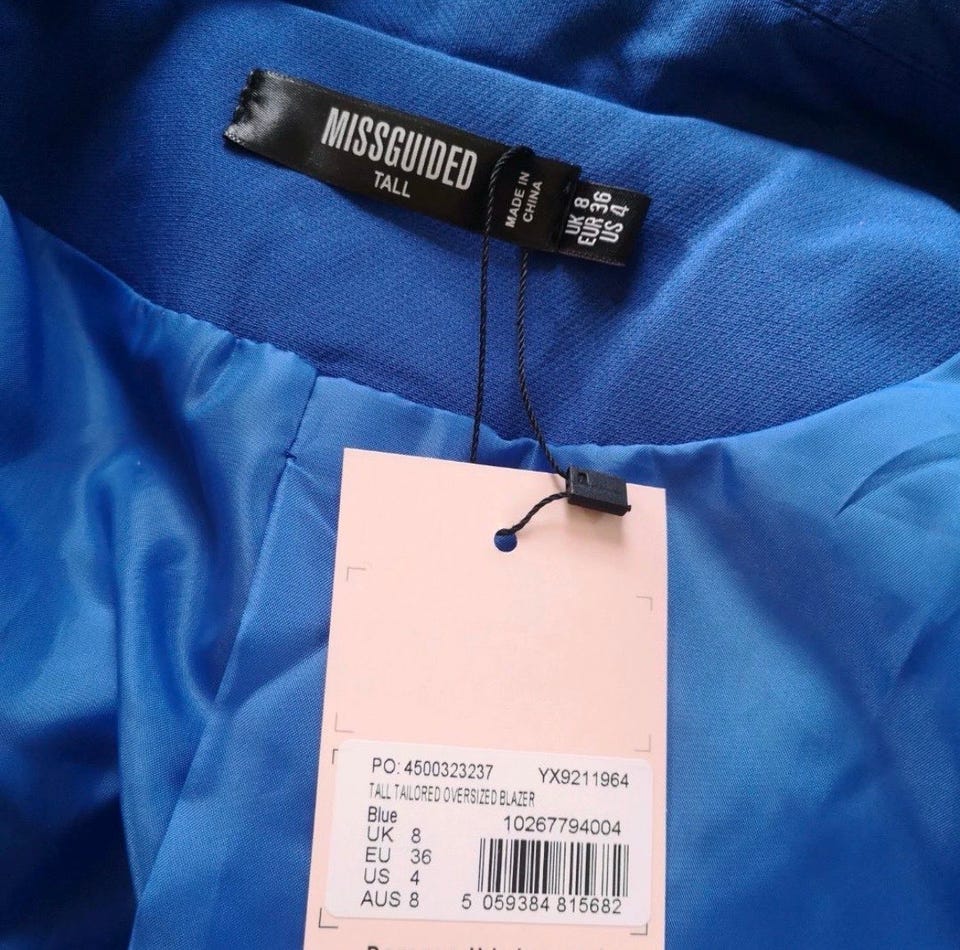 MISSGUIDED
TALL
MADE IN
CHINA
UK 8
EUR 36
US 4
PO: 4500323237 YX9211964
TALL TAILORED OVERSIZED BLAZER
Blue 10267794004
UK 8
EU 36
US 4
AUS 8 5 059384 815682